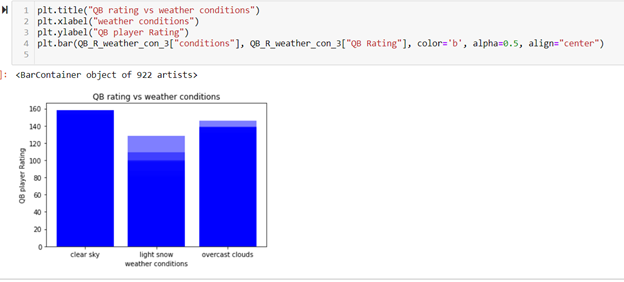 1 plt.title("QB rating vs weather conditions")
2 plt.xlabel("weather conditions")
3 plt.ylabel("QB player Rating")
4 plt.bar(QB_R_weather_con_3["conditions"], QB_R_weather_con_3["QB Rating"], color='b', alpha=0.5, align="center")
5
]: <BarContainer object of 922 artists>
QB rating vs weather conditions
160
140
120
100
80
60
40
20
0
QB player Rating
clear sky light snow overcast clouds
weather conditions